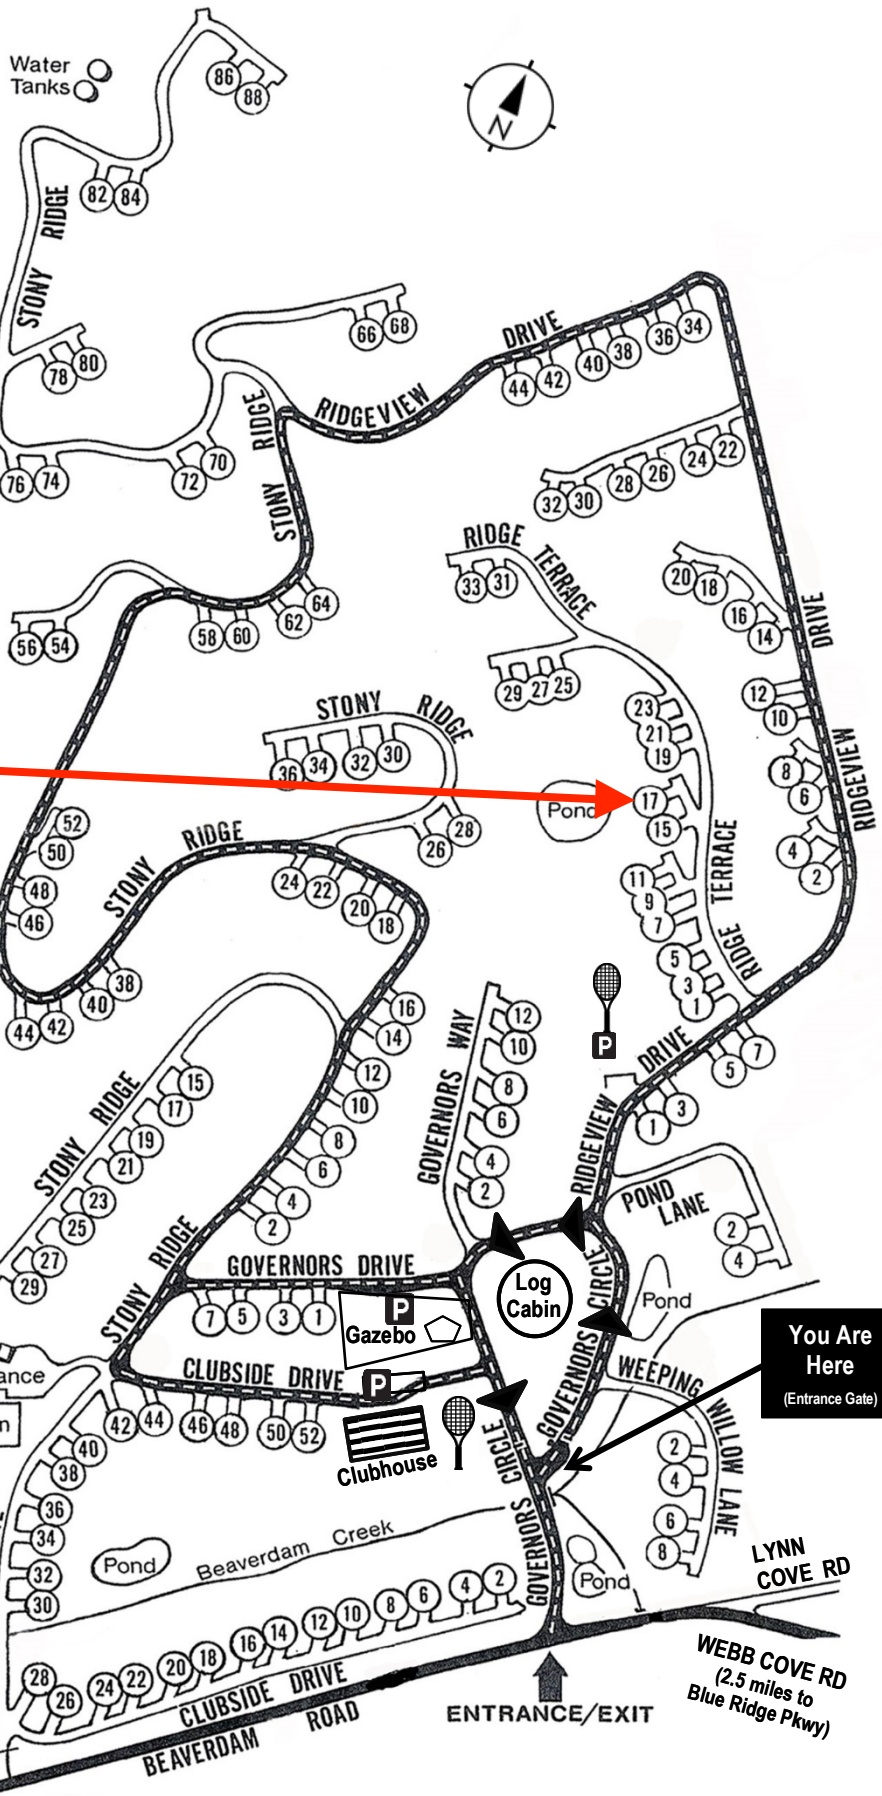 Water
Tanks
86
88
82
84
STONY RIDGE
78
80
66
68
76
74
72
70
N
STONY RIDGE
RIDGEVIEW DRIVE
44
42
40
38
36
34
32
30
28
26
24
22
RIDGE TERRACE
33
31
20
18
16
14
RIDGEVIEW DRIVE
56
54
58
60
62
64
29
27
25
23
21
19
17
15
12
10
8
6
4
2
STONY RIDGE
36
34
32
30
28
26
Pond
52
50
48
46
44
42
40
38
STONY RIDGE
24
22
20
18
16
14
12
10
8
6
4
2
RIDGE TERRACE
11
9
7
5
3
1
P
RIDGEVIEW DRIVE
7
5
3
1
GOVERNORS WAY
12
10
8
6
4
2
STONY RIDGE
15
17
19
21
23
25
27
29
POND
LANE
2
4
STONY RIDGE
GOVERNORS DRIVE
7
5
3
1
P
Gazebo
Log
Cabin
GOVERNORS CIRCLE
Pond
You Are
Here
(Entrance Gate)
ance
n
CLUBSIDE DRIVE
P
42
44
46
48
50
52
Clubhouse
GOVERNORS CIRCLE
WEEPING WILLOW LANE
2
4
6
8
40
38
36
34
32
30
28
26
Pond
Beaverdam Creek
Pond
LYNN
COVE RD
24
22
20
18
16
14
12
10
8
6
4
2
CLUBSIDE DRIVE
BEAVERDAM ROAD
ENTRANCE/EXIT
WEBB COVE RD
(2.5 miles to
Blue Ridge Pkwy)